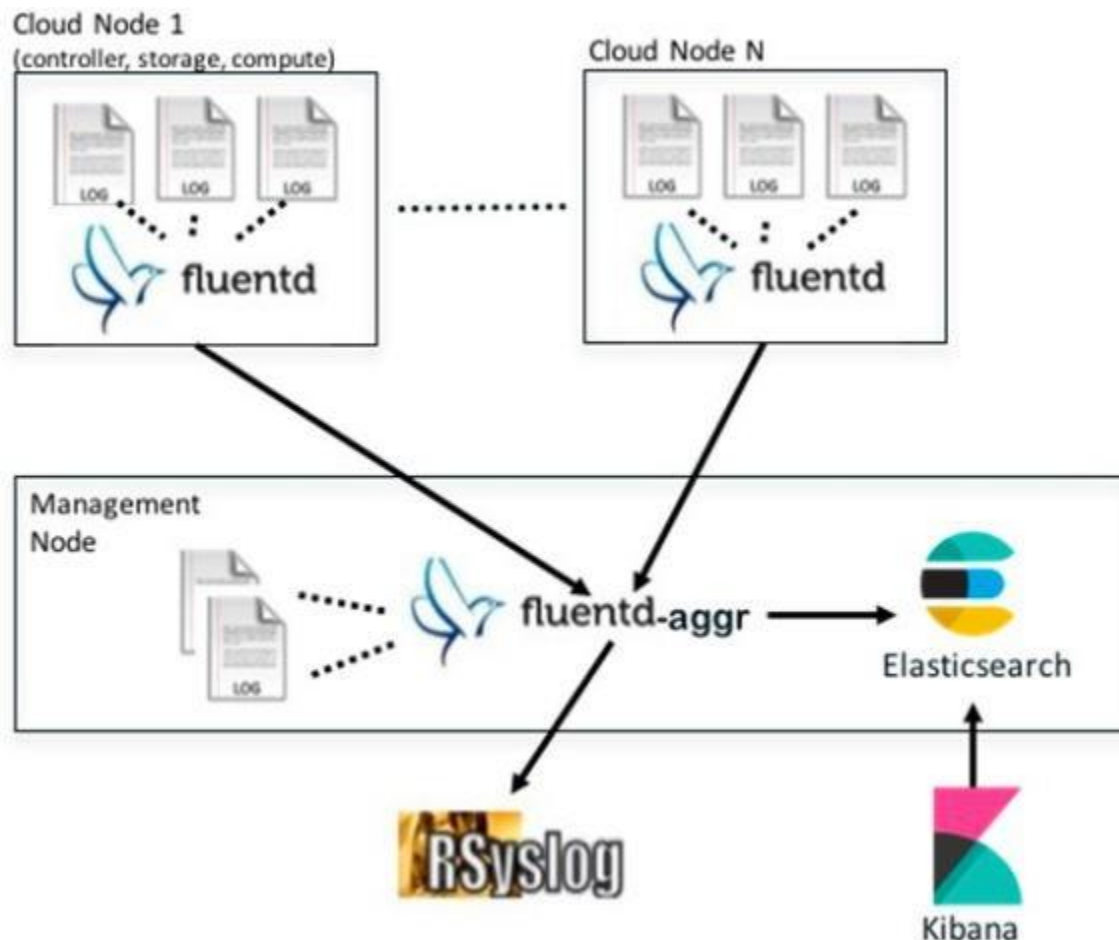 Cloud Node 1
(controller, storage, compute)
Cloud Node N
LOG LOG LOG
LOG LOG LOG
fluentd
fluentd
Management
Node
fluentd-aggr
LOG
Elasticsearch
RSyslog
Kibana